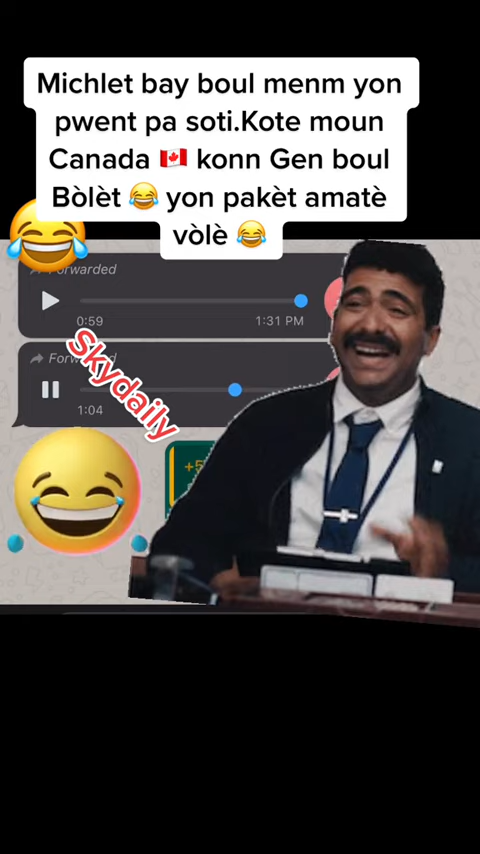 Michlet bay boul menm yon
pwent pa soti.Kote moun
Canada 🇨🇦 konn Gen boul
Bòlèt 😂 yon pakèt amatè
vòlè 😂
Forwarded
0:59 1:31 PM
Skydaily
1:04